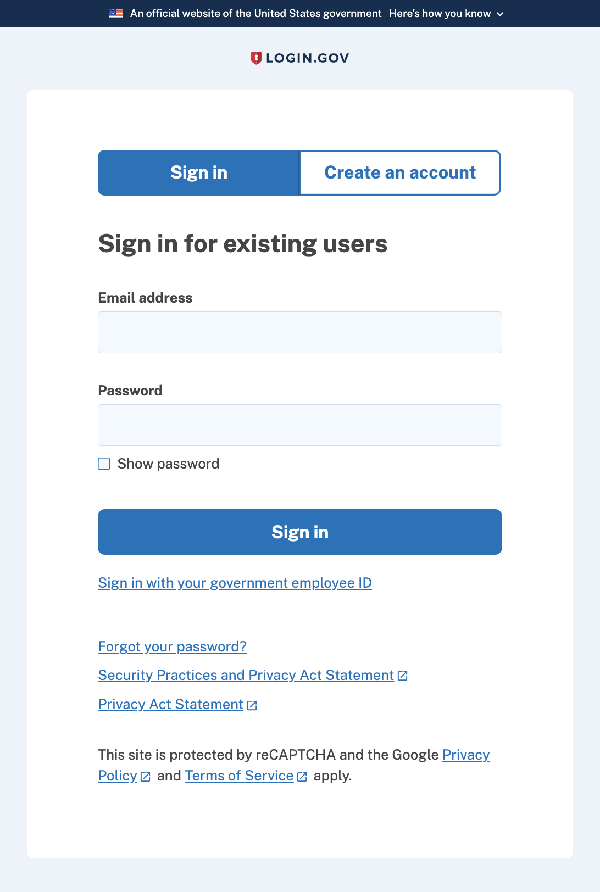 An official website of the United States government Here's how you know
LOGIN.GOV
Sign in
Create an account
Sign in for existing users
Email address
Password
Show password
Sign in
Sign in with your government employee ID
Forgot your password?
Security Practices and Privacy Act Statement
Privacy Act Statement
This site is protected by reCAPTCHA and the Google Privacy
Policy and Terms of Service apply.